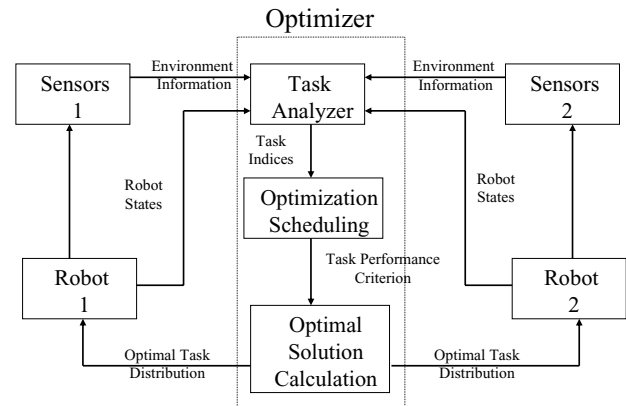 Optimizer
Environment
Information
Environment
Information
Sensors
1
Task
Analyzer
Sensors
2
Task
Indices
Robot
States
Robot
States
Optimization
Scheduling
Task Performance
Criterion
Robot
1
Robot
2
Optimal
Solution
Calculation
Optimal Task
Distribution
Optimal Task
Distribution